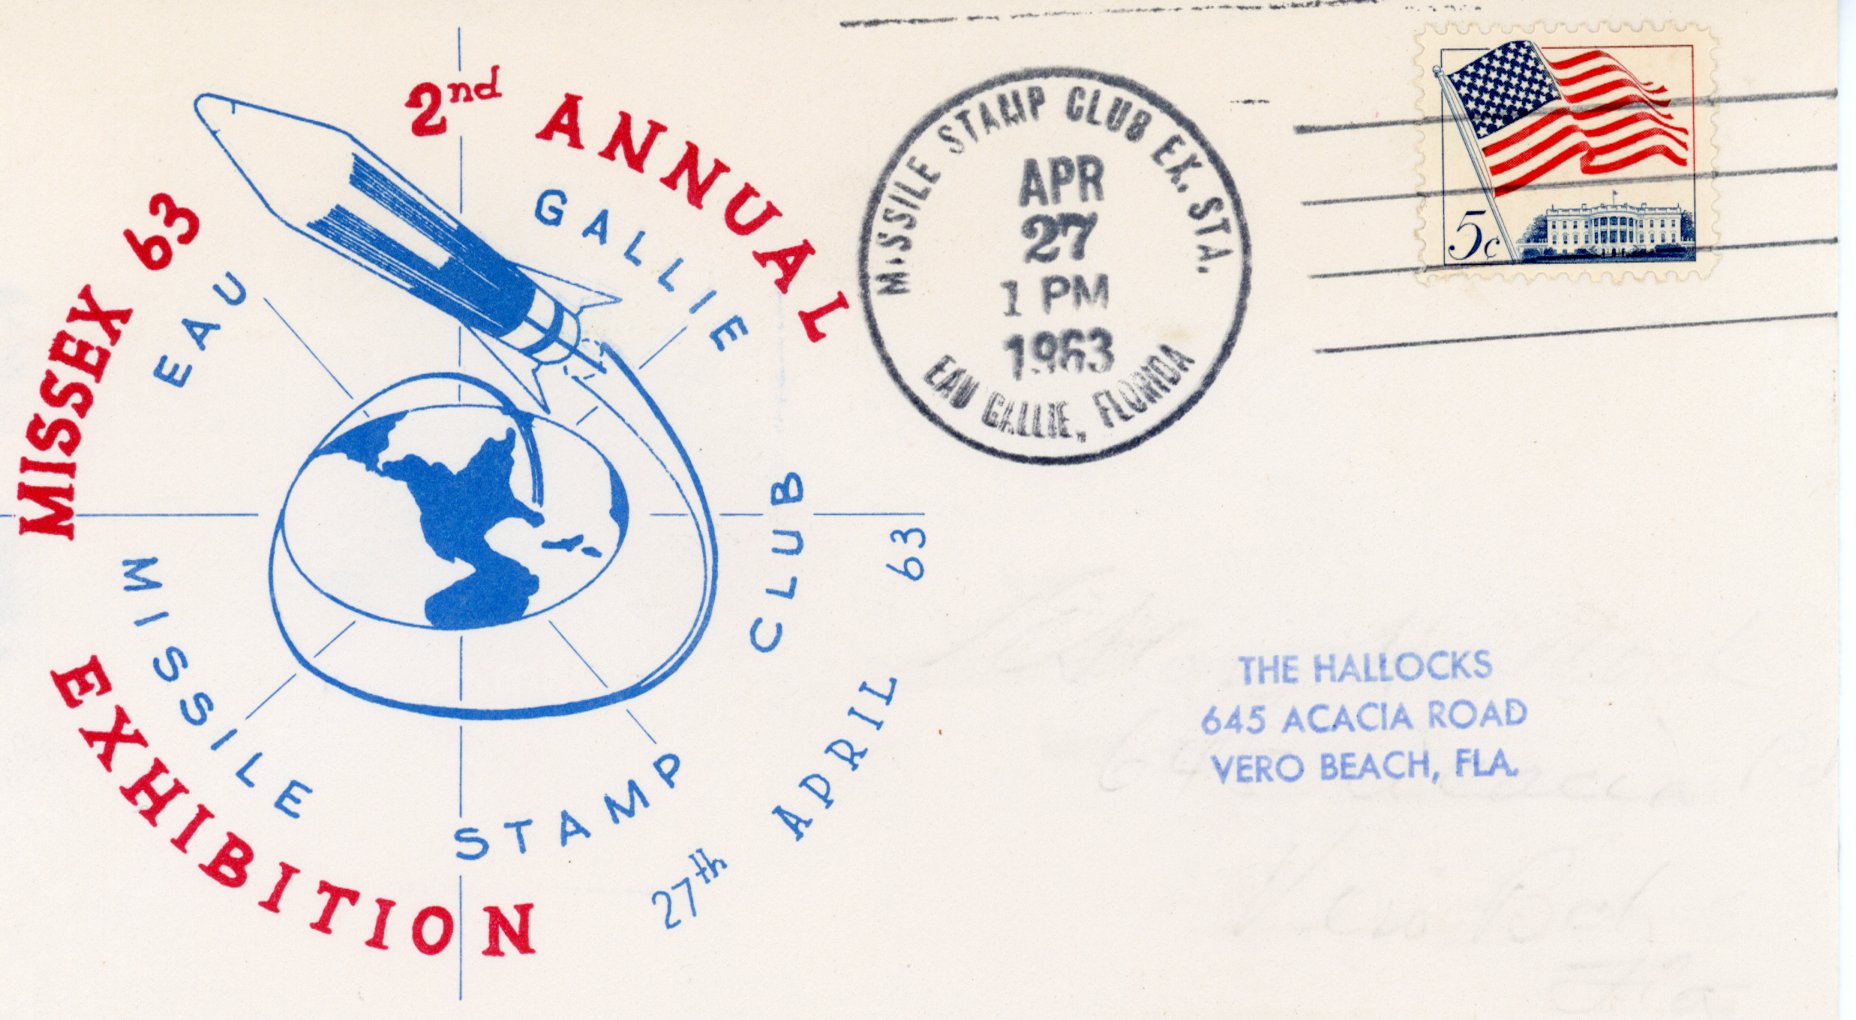 2nd ANNUAL
MISSEX 63
EXHIBITION
EAU GALLIE
MISSILE STAMP CLUB
27th APRIL 63
MISSILE STAMP CLUB EX. STA.
APR
27
1 PM
1963
EAU GALLIE, FLORIDA
5c
THE HALLOCKS
645 ACACIA ROAD
VERO BEACH, FLA.